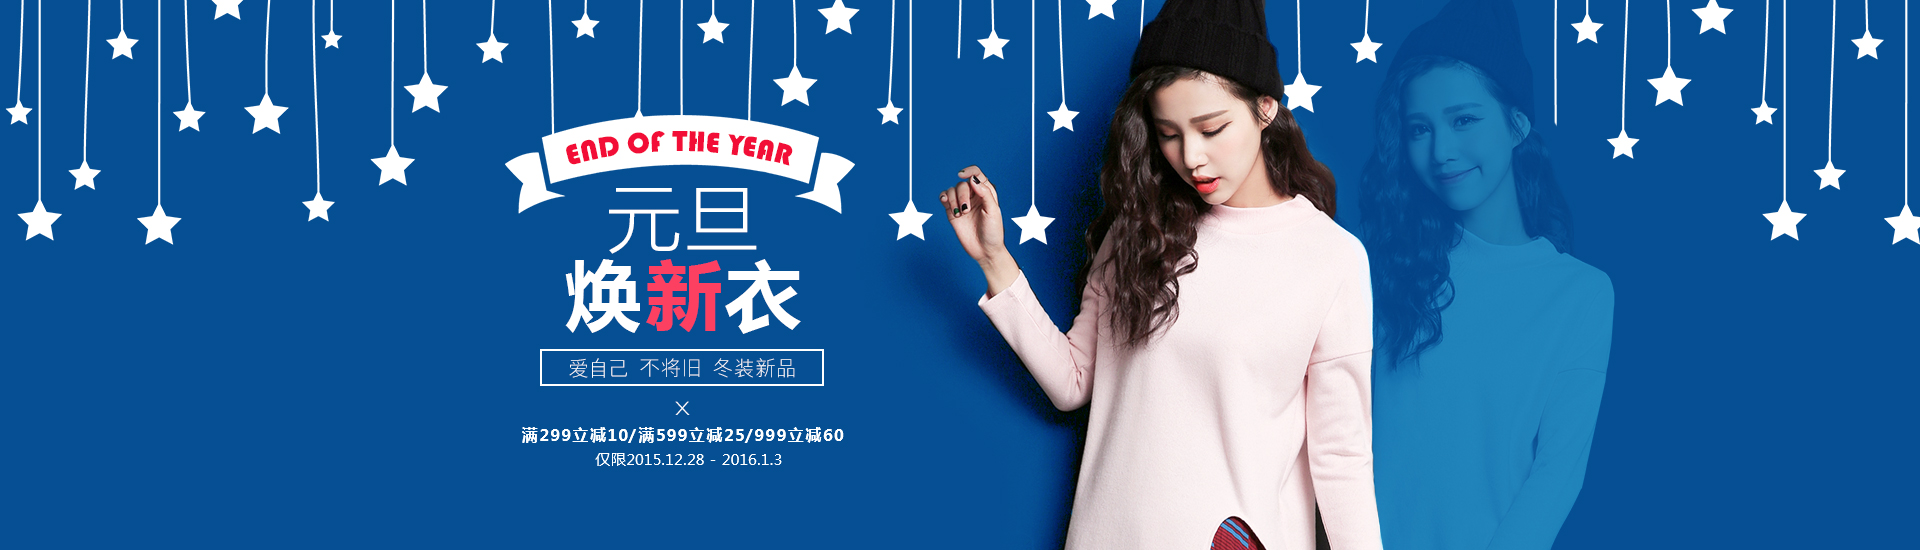 END OF THE YEAR
元旦
焕新衣
爱自己 不将旧 冬装新品
X
满299立减10/满599立减25/999立减60
仅限2015.12.28 - 2016.1.3